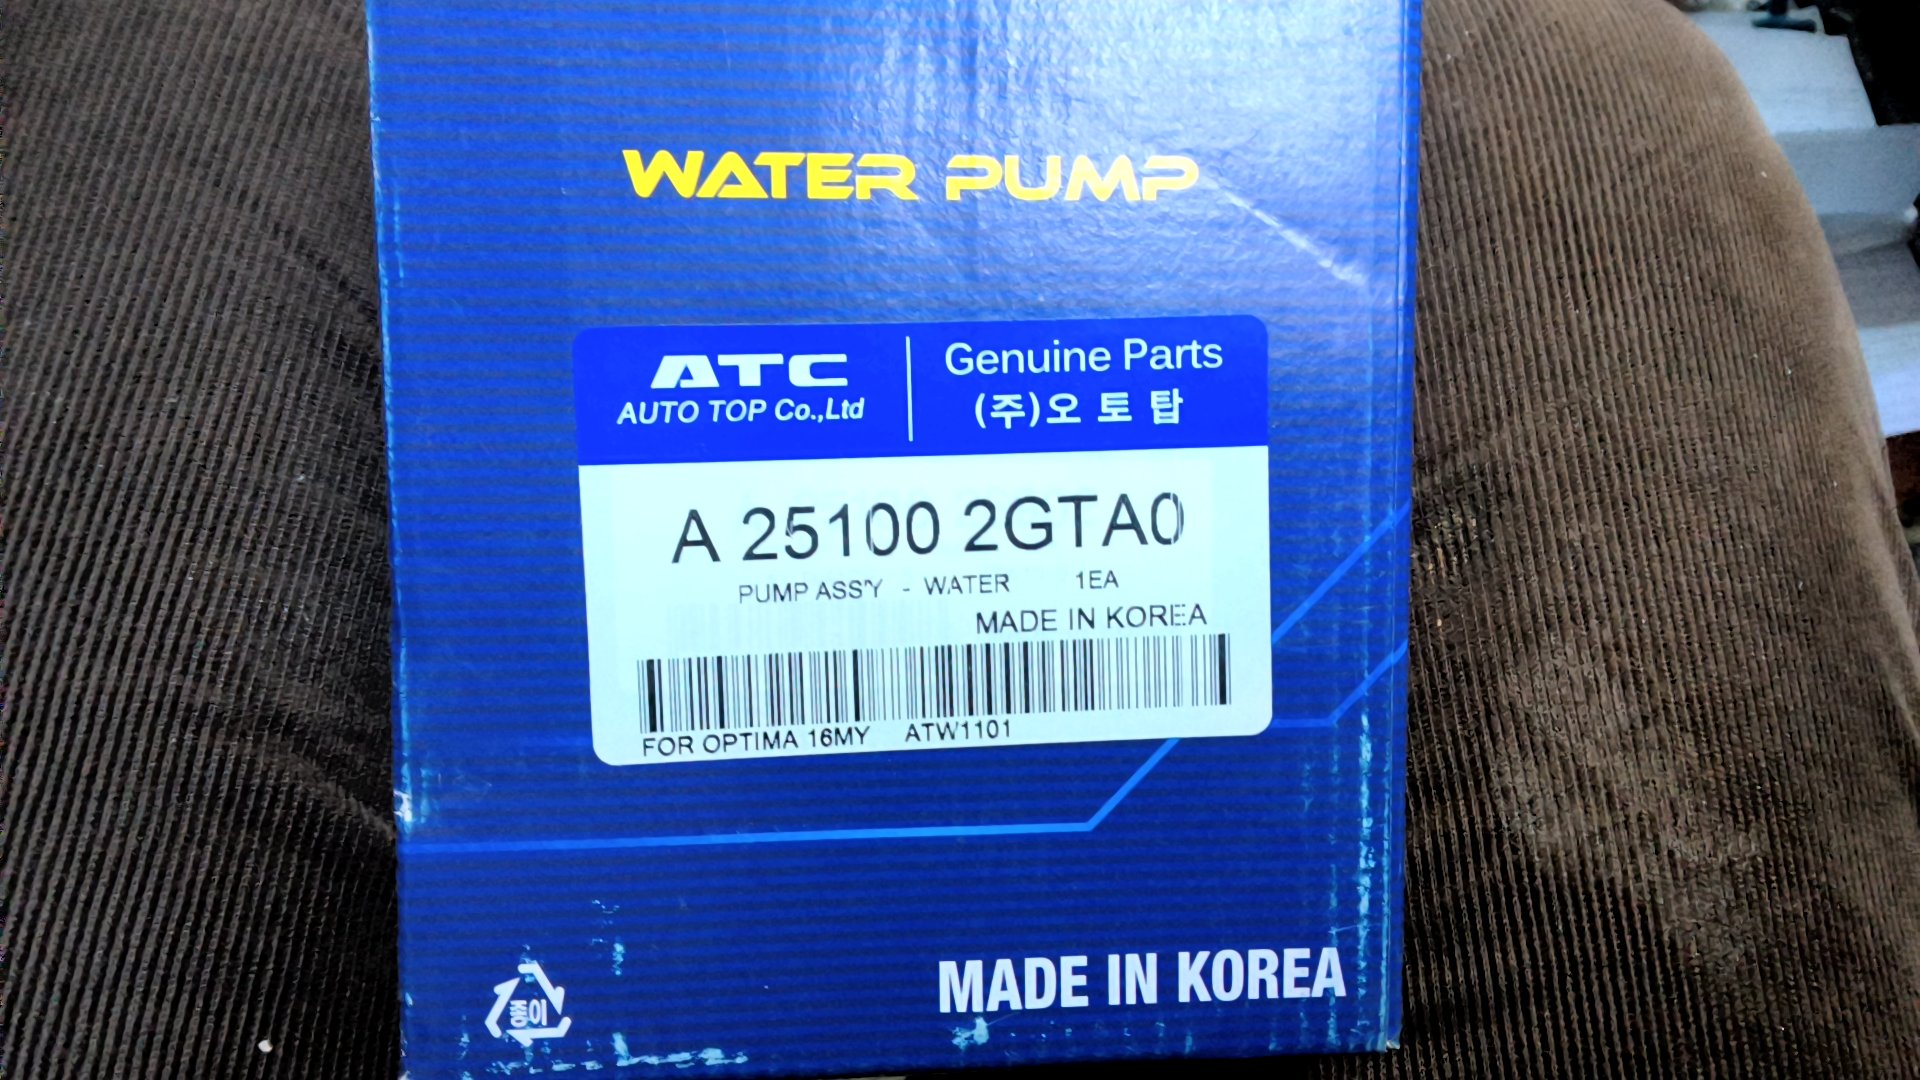 WATER PUMP
ATC
AUTO TOP Co.,Ltd
Genuine Parts
(주)오토탑
A 25100 2GTA0
PUMP ASS'Y - WATER 1EA
MADE IN KOREA
FOR OPTIMA 16MY ATW1101
종이
MADE IN KOREA